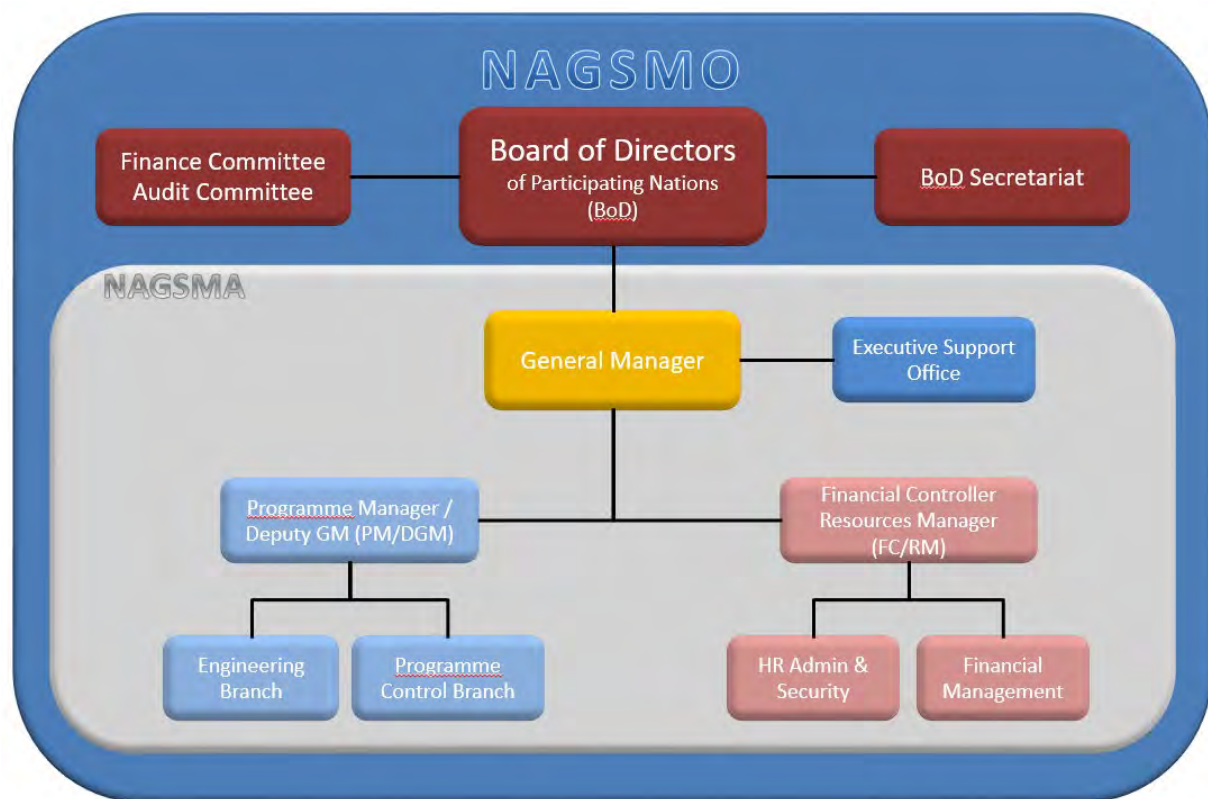 NAGSMO
Finance Committee
Audit Committee
Board of Directors
of Participating Nations
(BoD)
BoD Secretariat
NAGSMA
General Manager
Executive Support
Office
Programme Manager /
Deputy GM (PM/DGM)
Financial Controller
Resources Manager
(FC/RM)
Engineering
Branch
Programme
Control Branch
HR Admin &
Security
Financial
Management